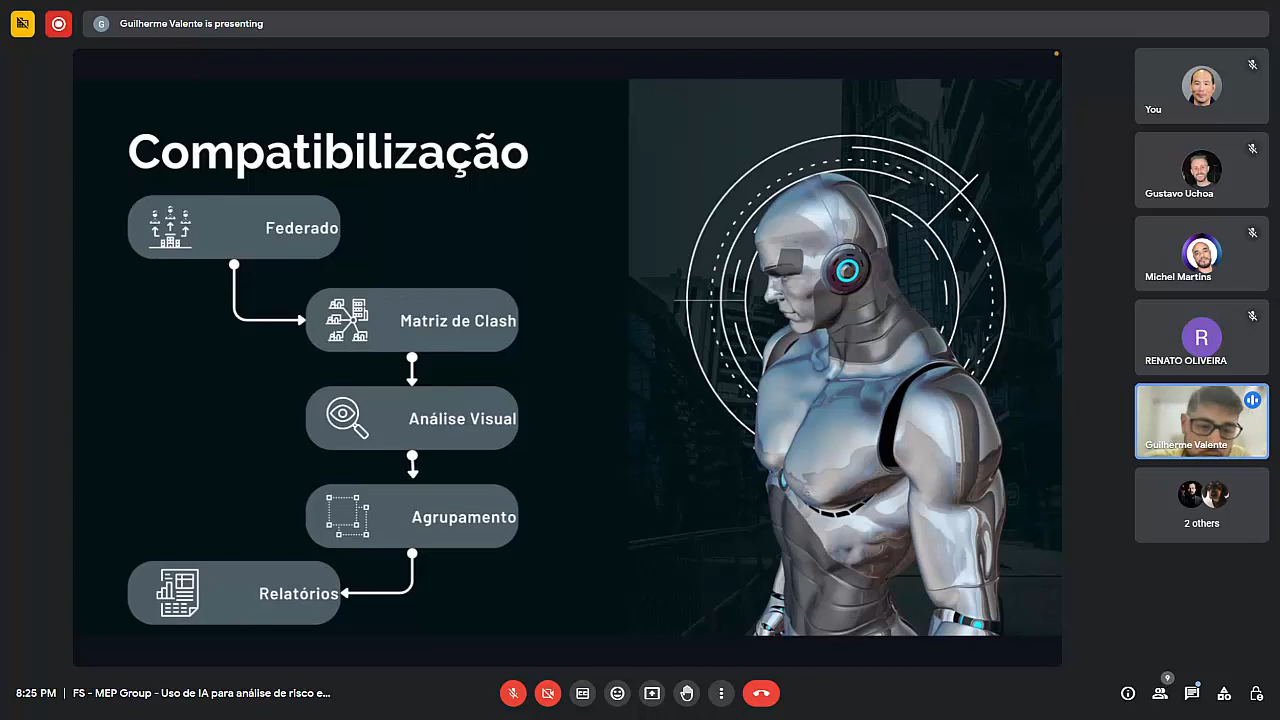 G
Guilherme Valente is presenting
Compatibilização
Federado
Matriz de Clash
Análise Visual
Agrupamento
Relatórios
You
Gustavo Uchoa
Michel Martins
R
RENATO OLIVEIRA
Guilherme Valente
2 others
8:25 PM | FS - MEP Group - Uso de IA para análise de risco e...
9